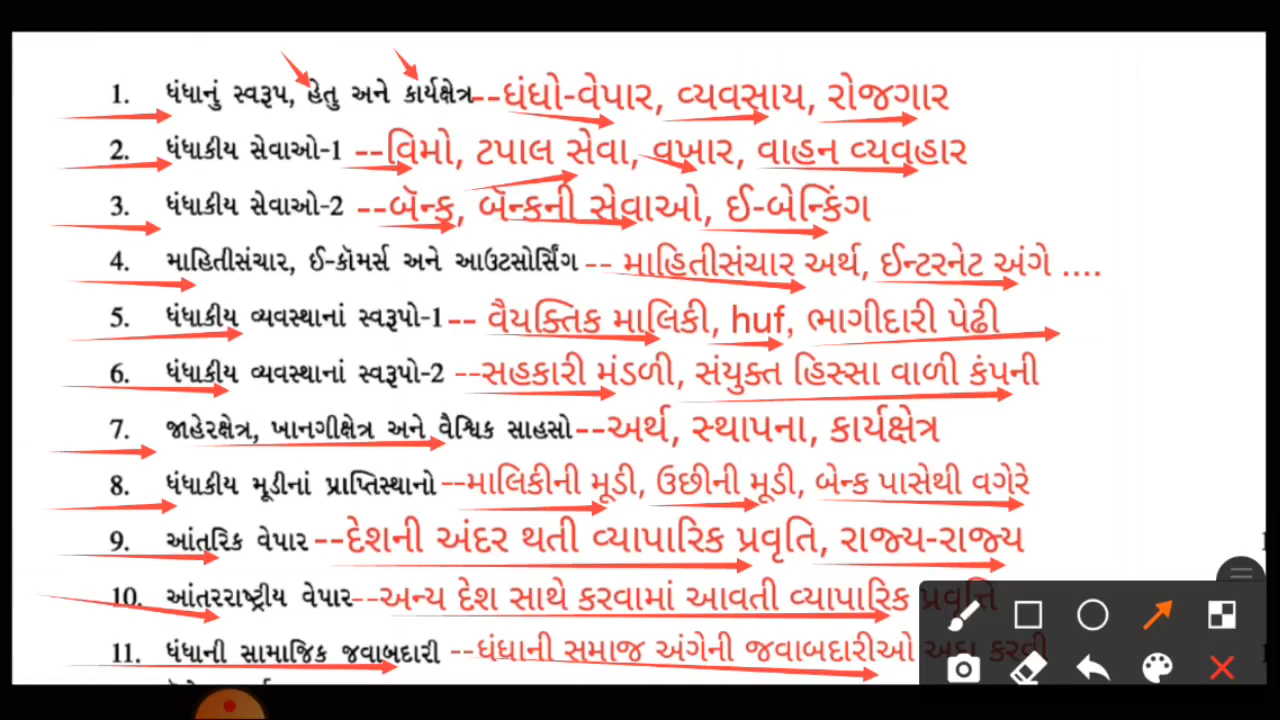 1. ધંધાનું સ્વરૂપ, હેતુ અને કાર્યક્ષેત્ર--ધંધો-વેપાર, વ્યવસાય, રોજગાર
2. ધંધાકીય સેવાઓ-1 --વિમો, ટપાલ સેવા, વખાર, વાહન વ્યવહાર
3. ધંધાકીય સેવાઓ-2 --બૅન્ક, બૅન્કની સેવાઓ, ઈ-બેન્કિંગ
4. માહિતીસંચાર, ઈ-કૉમર્સ અને આઉટસોર્સિંગ -- માહિતીસંચાર અર્થ, ઈન્ટરનેટ અંગે ....
5. ધંધાકીય વ્યવસ્થાનાં સ્વરૂપો-1 -- વૈયક્તિક માલિકી, huf, ભાગીદારી પેઢી
6. ધંધાકીય વ્યવસ્થાનાં સ્વરૂપો-2 --સહકારી મંડળી, સંયુક્ત હિસ્સા વાળી કંપની
7. જાહેરક્ષેત્ર, ખાનગીક્ષેત્ર અને વૈશ્વિક સાહસો--અર્થ, સ્થાપના, કાર્યક્ષેત્ર
8. ધંધાકીય મૂડીનાં પ્રાપ્તિસ્થાનો --માલિકીની મૂડી, ઉછીની મૂડી, બેન્ક પાસેથી વગેરે
9. આંતરિક વેપાર --દેશની અંદર થતી વ્યાપારિક પ્રવૃતિ, રાજ્ય-રાજ્ય
10. આંતરરાષ્ટ્રીય વેપાર--અન્ય દેશ સાથે કરવામાં આવતી વ્યાપારિક પ્રવૃત્તિ
11. ધંધાની સામાજિક જવાબદારી --ધંધાની સમાજ અંગેની જવાબદારીઓ અદા કરવી